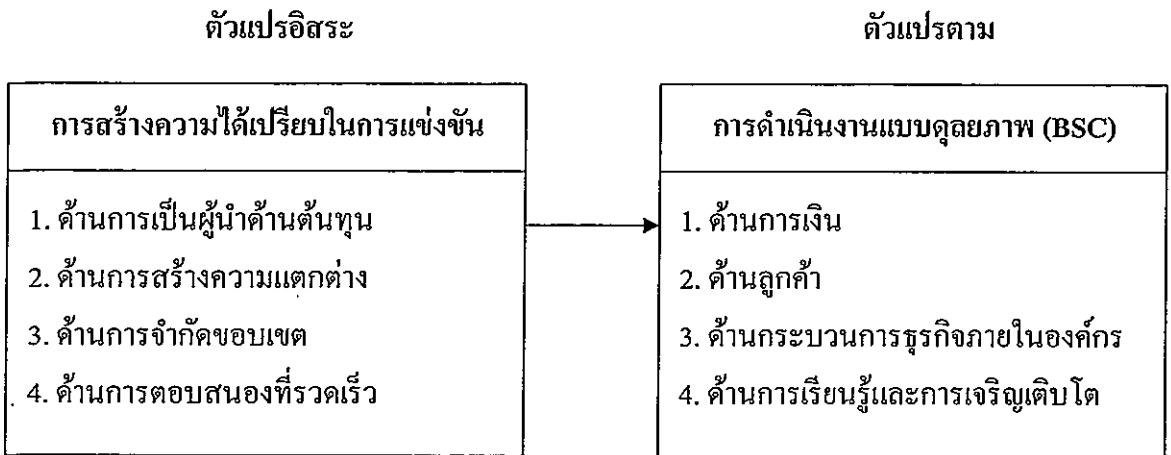 ตัวแปรอิสระ
ตัวแปรตาม
การสร้างความได้เปรียบในการแข่งขัน
1. ด้านการเป็นผู้นำด้านต้นทุน
2. ด้านการสร้างความแตกต่าง
3. ด้านการจำกัดขอบเขต
4. ด้านการตอบสนองที่รวดเร็ว
การดำเนินงานแบบดุลยภาพ (BSC)
1. ด้านการเงิน
2. ด้านลูกค้า
3. ด้านกระบวนการธุรกิจภายในองค์กร
4. ด้านการเรียนรู้และการเจริญเติบโต